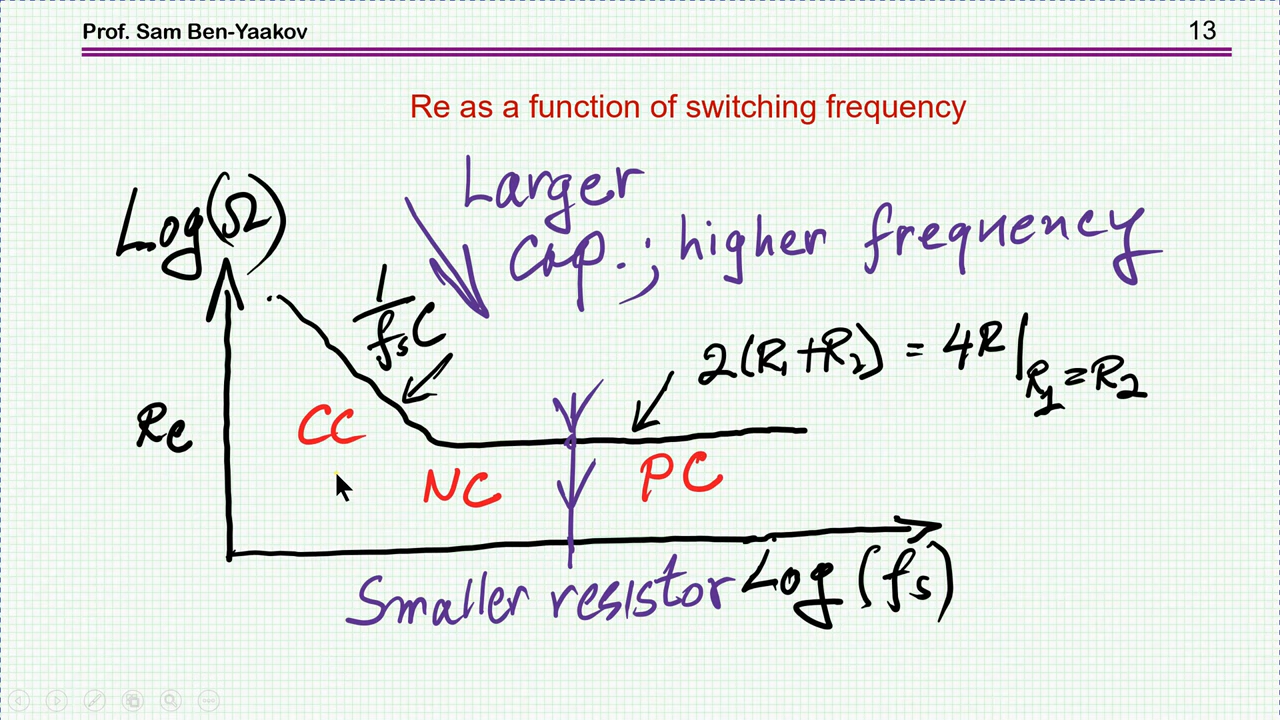 Prof. Sam Ben-Yaakov
13
Re as a function of switching frequency
Larger
Cap. ; higher frequency
Log(Ω)
1/fsC
2(R1+R2) = 4R|R1=R2
Re
CC
NC
PC
Smaller resistor
Log(fs)